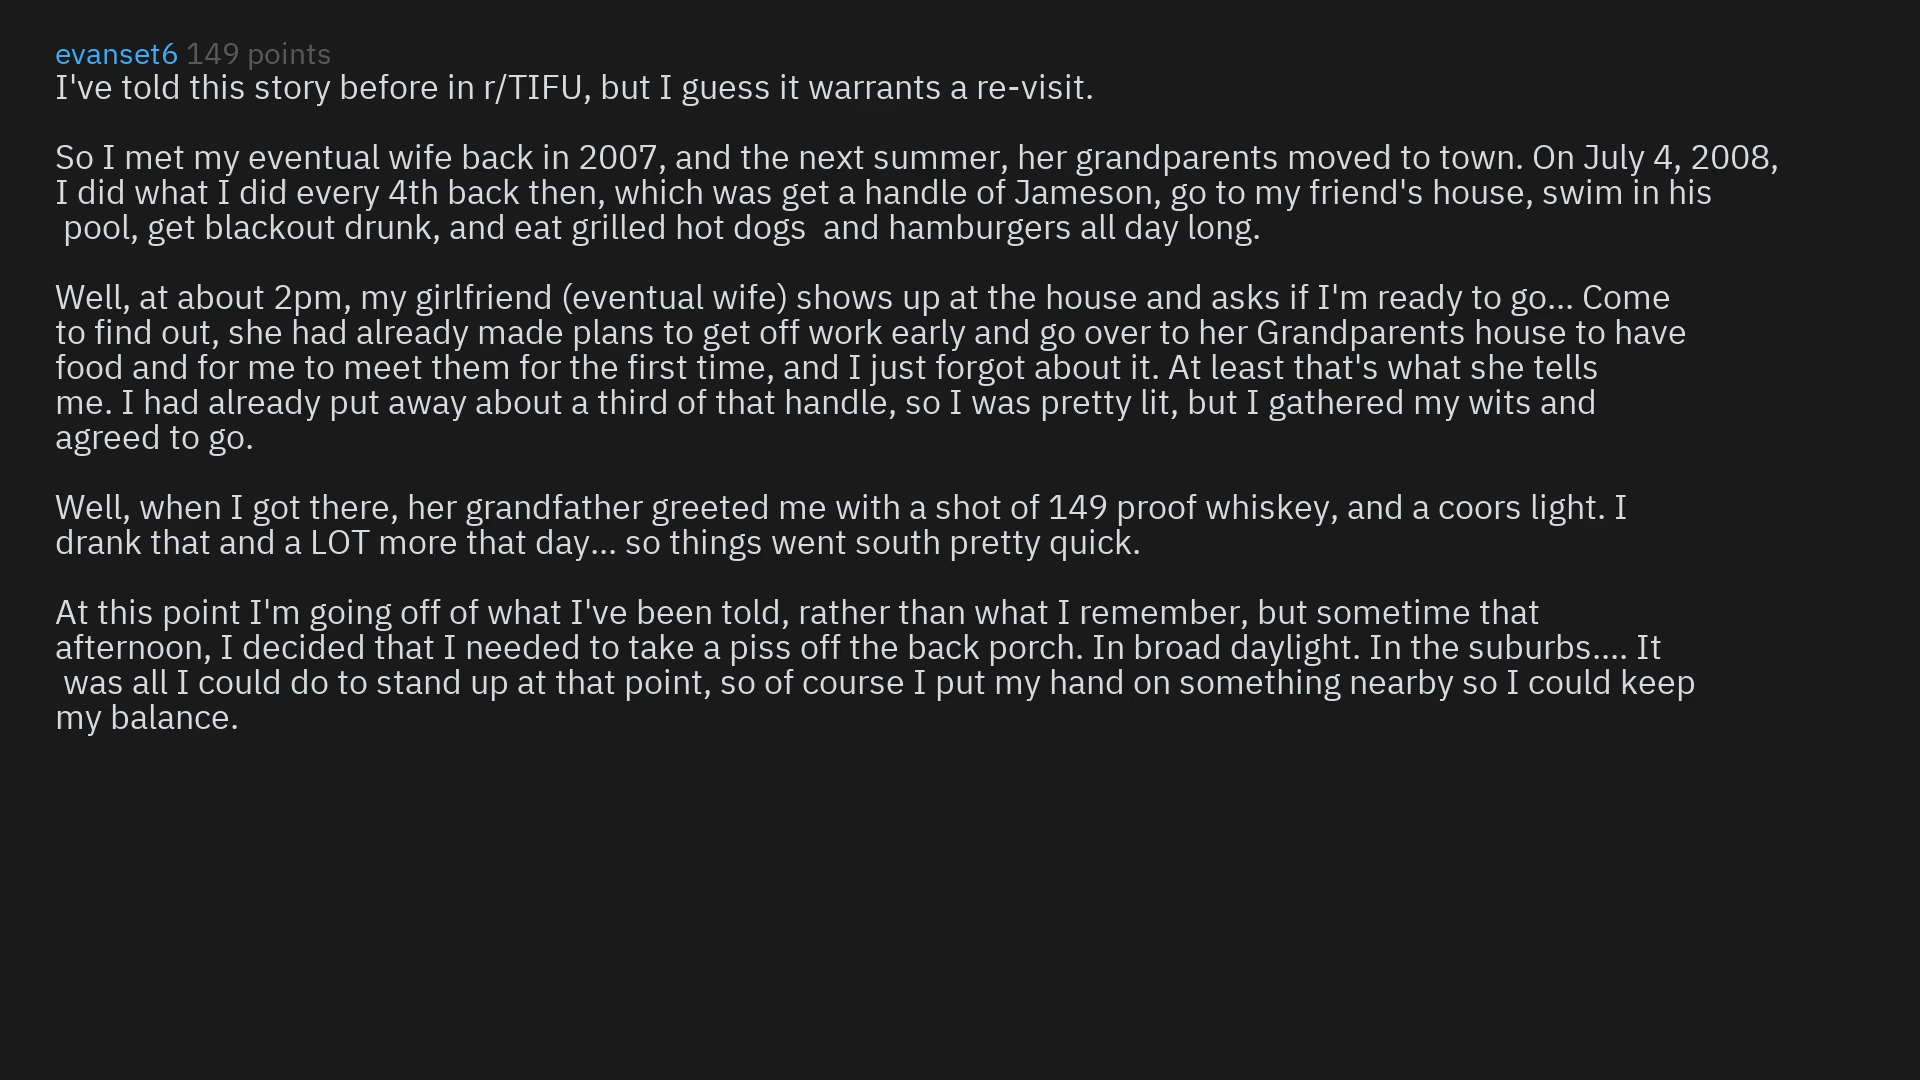 evanset6 149 points
I've told this story before in r/TIFU, but I guess it warrants a re-visit.
So I met my eventual wife back in 2007, and the next summer, her grandparents moved to town. On July 4, 2008,
I did what I did every 4th back then, which was get a handle of Jameson, go to my friend's house, swim in his
pool, get blackout drunk, and eat grilled hot dogs  and hamburgers all day long.
Well, at about 2pm, my girlfriend (eventual wife) shows up at the house and asks if I'm ready to go... Come
to find out, she had already made plans to get off work early and go over to her Grandparents house to have
food and for me to meet them for the first time, and I just forgot about it. At least that's what she tells
me. I had already put away about a third of that handle, so I was pretty lit, but I gathered my wits and
agreed to go.
Well, when I got there, her grandfather greeted me with a shot of 149 proof whiskey, and a coors light. I
drank that and a LOT more that day... so things went south pretty quick.
At this point I'm going off of what I've been told, rather than what I remember, but sometime that
afternoon, I decided that I needed to take a piss off the back porch. In broad daylight. In the suburbs.... It
was all I could do to stand up at that point, so of course I put my hand on something nearby so I could keep
my balance.